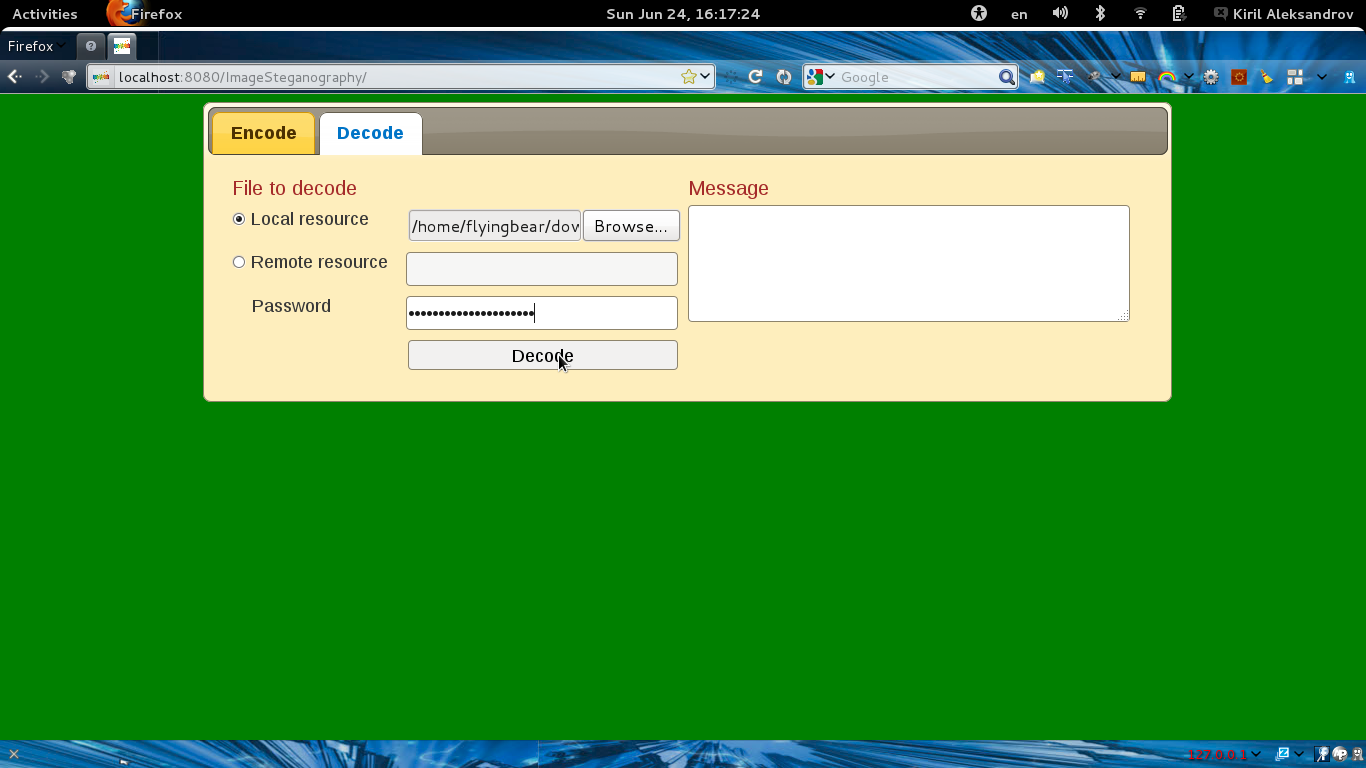 Activities Firefox Sun Jun 24, 16:17:24 en Kiril Aleksandrov
Firefox
localhost:8080/ImageSteganography/ Google
Encode Decode
File to decode Message
Local resource /home/flyingbear/dov Browse...
Remote resource
Password •••••••••••••••••••••
Decode
127.0.0.1